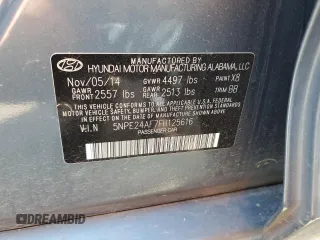 MANUFACTURED BY
HYUNDAI MOTOR MANUFACTURING ALABAMA, LLC
Nov/05/14 GVWR 4497 lbs PAINT X8
GAWR FRONT 2557 lbs GAWR REAR 2513 lbs TRIM BB
THIS VEHICLE CONFORMS TO ALL APPLICABLE FEDERAL
MOTOR VEHICLE SAFETY, BUMPER, AND THEFT PREVENTION
STANDARDS IN EFFECT ON THE DATE OF MANUFACTURE
SHOWN ABOVE.
V.I.N 5NPE24AF7FH125616
PASSENGER CAR
DREAMBID